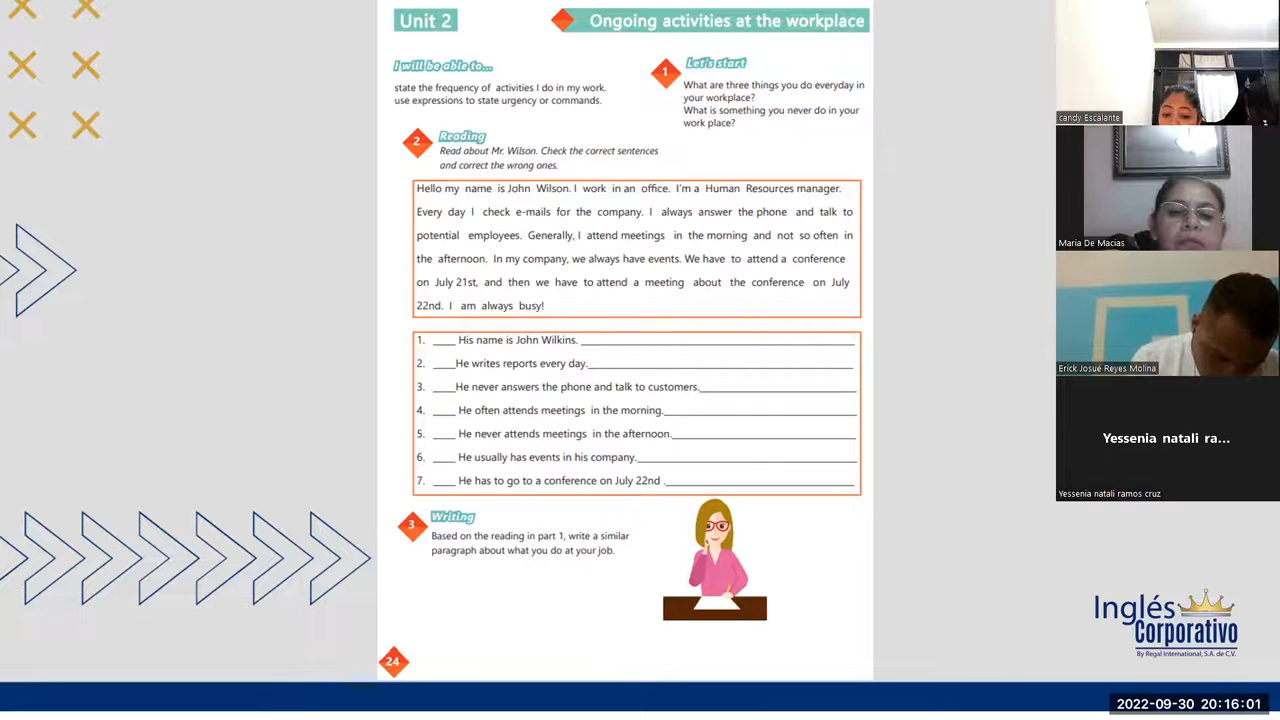 Unit 2
Ongoing activities at the workplace
I will be able to...
state the frequency of activities I do in my work.
use expressions to state urgency or commands.
1
Let's start
What are three things you do everyday in
your workplace?
What is something you never do in your
work place?
2
Reading
Read about Mr. Wilson. Check the correct sentences
and correct the wrong ones.
Hello my name is John Wilson. I work in an office. I'm a Human Resources manager.
Every day I check e-mails for the company. I always answer the phone and talk to
potential employees. Generally, I attend meetings in the morning and not so often in
the afternoon. In my company, we always have events. We have to attend a conference
on July 21st, and then we have to attend a meeting about the conference on July
22nd. I am always busy!
1. ____ His name is John Wilkins. ____
2. ____He writes reports every day.____
3. ____He never answers the phone and talk to customers.____
4. ____ He often attends meetings in the morning.____
5. ____ He never attends meetings in the afternoon.____
6. ____ He usually has events in his company.____
7. ____ He has to go to a conference on July 22nd .____
3
Writing
Based on the reading in part 1, write a similar
paragraph about what you do at your job.
24
candy Escalante
Maria De Macias
Erick Josué Reyes Molina
Yessenia natali ra...
Yessenia natali ramos cruz
Inglés
Corporativo
By Regal International, S.A. de C.V.
2022-09-30 20:16:01